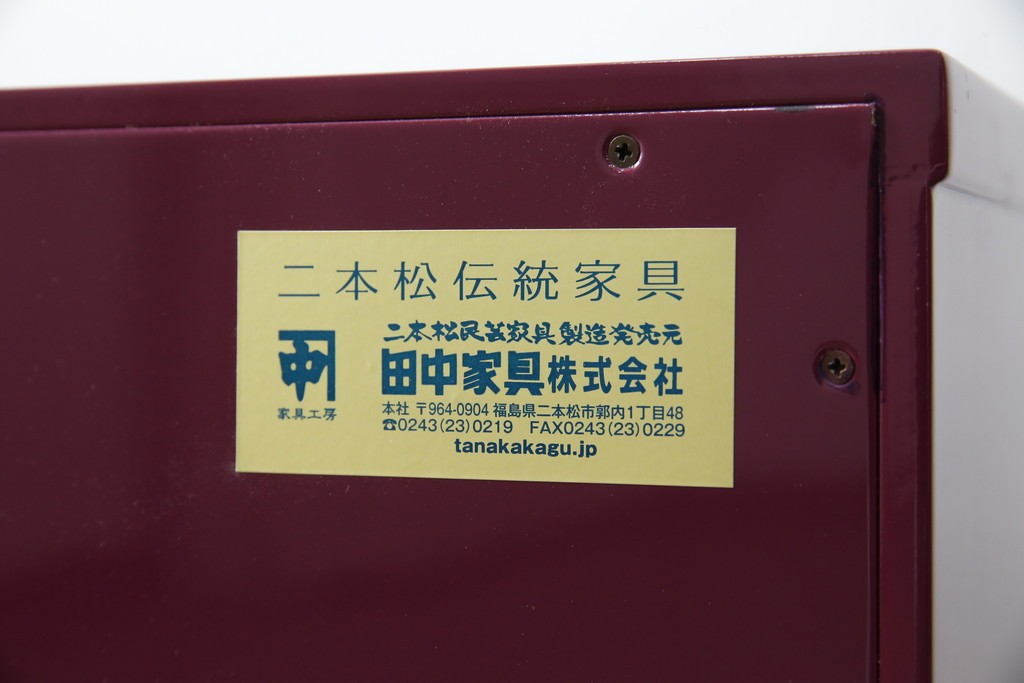 二本松伝統家具
二本松民芸家具製造発売元
田中家具株式会社
家具工房
本社 〒964-0904 福島県二本松市郭内1丁目48
☎0243(23)0219 FAX0243(23)0229
tanakakagu.jp